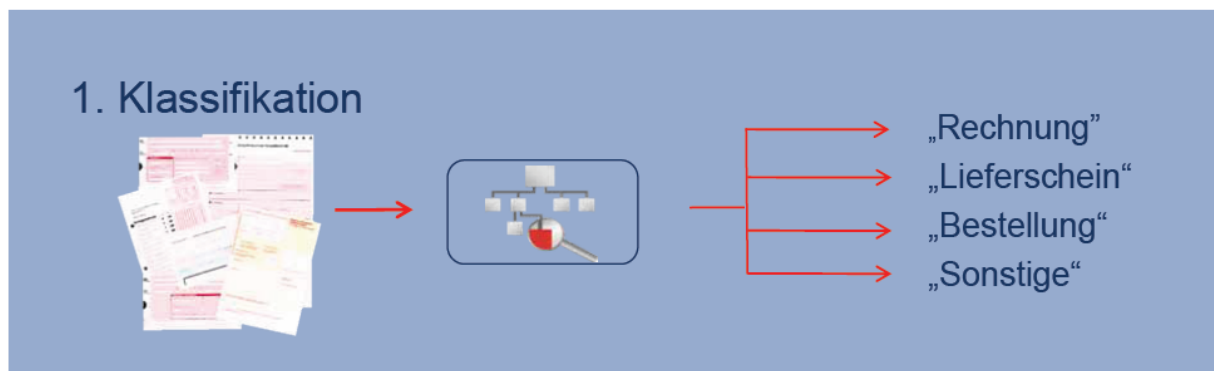 1. Klassifikation
„Rechnung“
„Lieferschein“
„Bestellung“
„Sonstige“